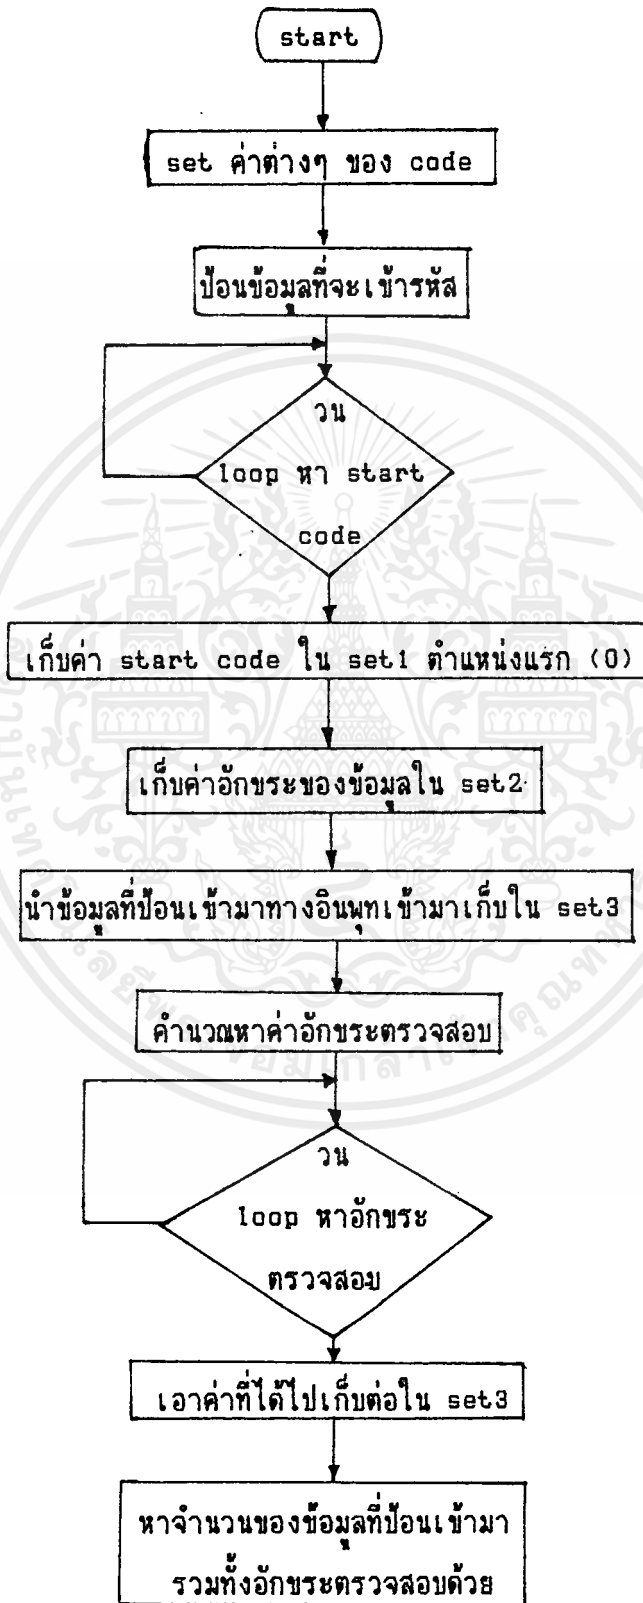 start
set ค่าต่างๆ ของ code
ป้อนข้อมูลที่จะเข้ารหัส
วน
loop หา start
code
เก็บค่า start code ใน set1 ตำแหน่งแรก (0)
เก็บค่าอักขระของข้อมูลใน set2
นำข้อมูลที่ป้อนเข้ามาทางอินพุทเข้ามาเก็บใน set3
คำนวณหาค่าอักขระตรวจสอบ
วน
loop หาอักขระ
ตรวจสอบ
เอาค่าที่ได้ไปเก็บต่อใน set3
หาจำนวนของข้อมูลที่ป้อนเข้ามา
รวมทั้งอักขระตรวจสอบด้วย